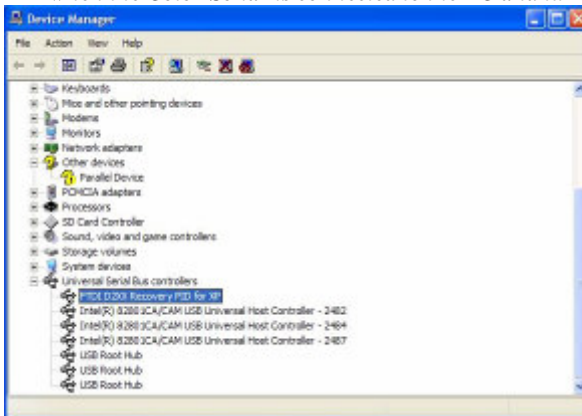 Device Manager
File Action View Help
Keyboards
Mice and other pointing devices
Modems
Monitors
Network adapters
Other devices
Parallel Device
PCMCIA adapters
Processors
SD Card Controller
Sound, video and game controllers
Storage volumes
System devices
Universal Serial Bus controllers
FTDI D2XX Recovery PID for XP
Intel(R) 82801CA/CAM USB Universal Host Controller - 2482
Intel(R) 82801CA/CAM USB Universal Host Controller - 2484
Intel(R) 82801CA/CAM USB Universal Host Controller - 2487
USB Root Hub
USB Root Hub
USB Root Hub